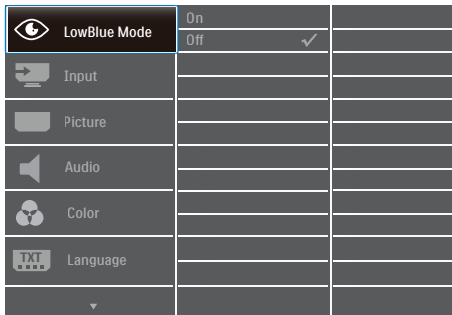 LowBlue Mode
On
Off
Input
Picture
Audio
Color
TXT
Language